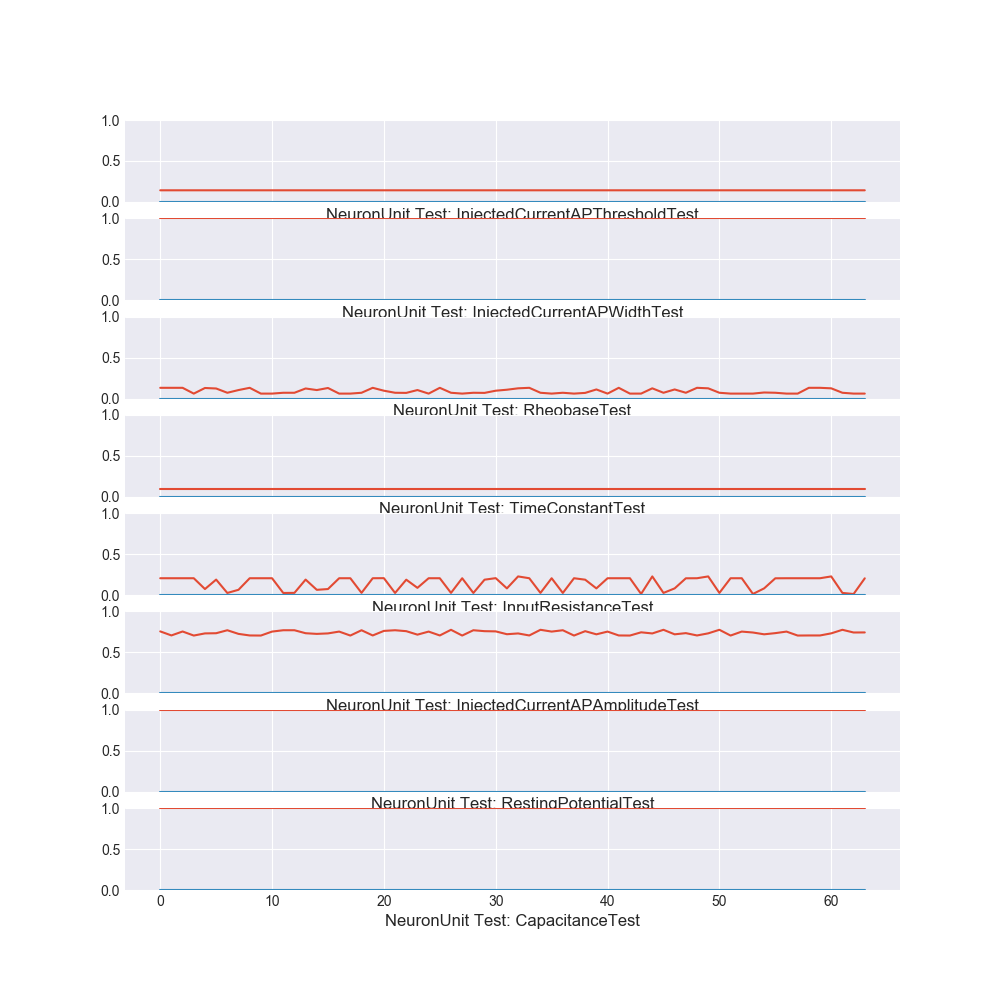 1.0
0.5
0.0
NeuronUnit Test: InjectedCurrentAPThresholdTest
1.0
0.5
0.0
NeuronUnit Test: InjectedCurrentAPWidthTest
1.0
0.5
0.0
NeuronUnit Test: RheobaseTest
1.0
0.5
0.0
NeuronUnit Test: TimeConstantTest
1.0
0.5
0.0
NeuronUnit Test: InputResistanceTest
1.0
0.5
0.0
NeuronUnit Test: InjectedCurrentAPAmplitudeTest
1.0
0.5
0.0
NeuronUnit Test: RestingPotentialTest
1.0
0.5
0.0
0 10 20 30 40 50 60
NeuronUnit Test: CapacitanceTest